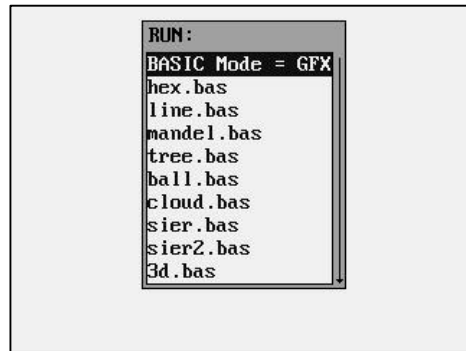 RUN:
BASIC Mode = GFX
hex.bas
line.bas
mandel.bas
tree.bas
ball.bas
cloud.bas
sier.bas
sier2.bas
3d.bas